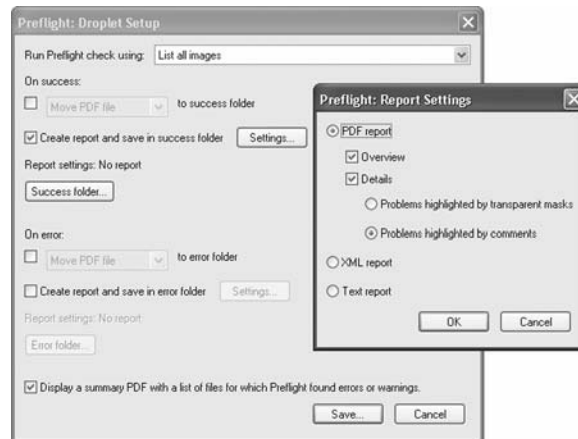 Preflight: Droplet Setup
Run Preflight check using: List all images
On success:
Move PDF file to success folder
Create report and save in success folder Settings...
Report settings: No report
Success folder...
On error:
Move PDF file to error folder
Create report and save in error folder Settings...
Report settings: No report
Error folder...
Display a summary PDF with a list of files for which Preflight found errors or warnings.
Save... Cancel
Preflight: Report Settings
PDF report
Overview
Details
Problems highlighted by transparent masks
Problems highlighted by comments
XML report
Text report
OK Cancel